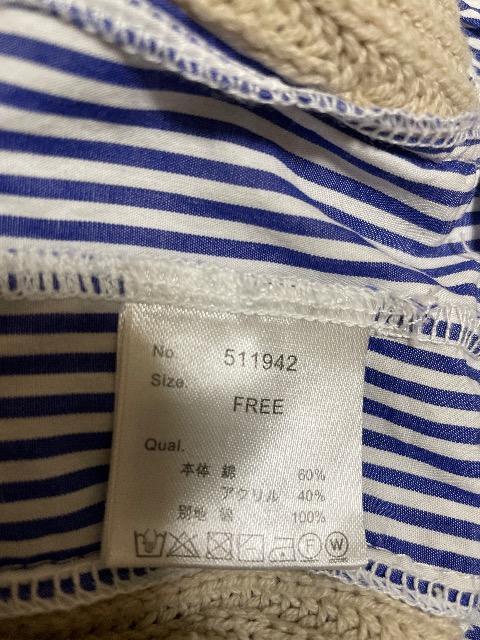 No. 511942
Size.
FREE
Qual.
本体 綿 60%
アクリル 40%
別地 綿 100%
F W